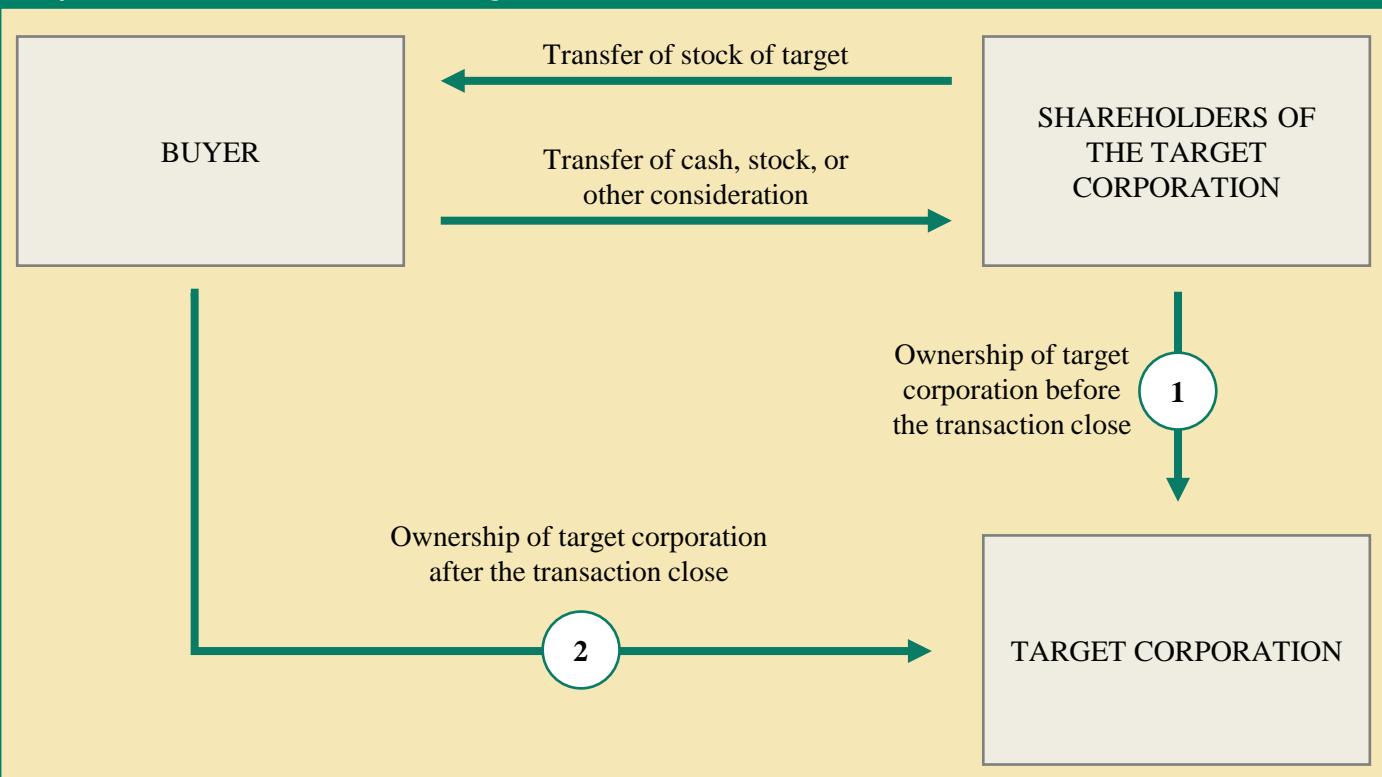 Transfer of stock of target
BUYER
Transfer of cash, stock, or
other consideration
SHAREHOLDERS OF
THE TARGET
CORPORATION
Ownership of target
corporation before
the transaction close
1
Ownership of target corporation
after the transaction close
2
TARGET CORPORATION